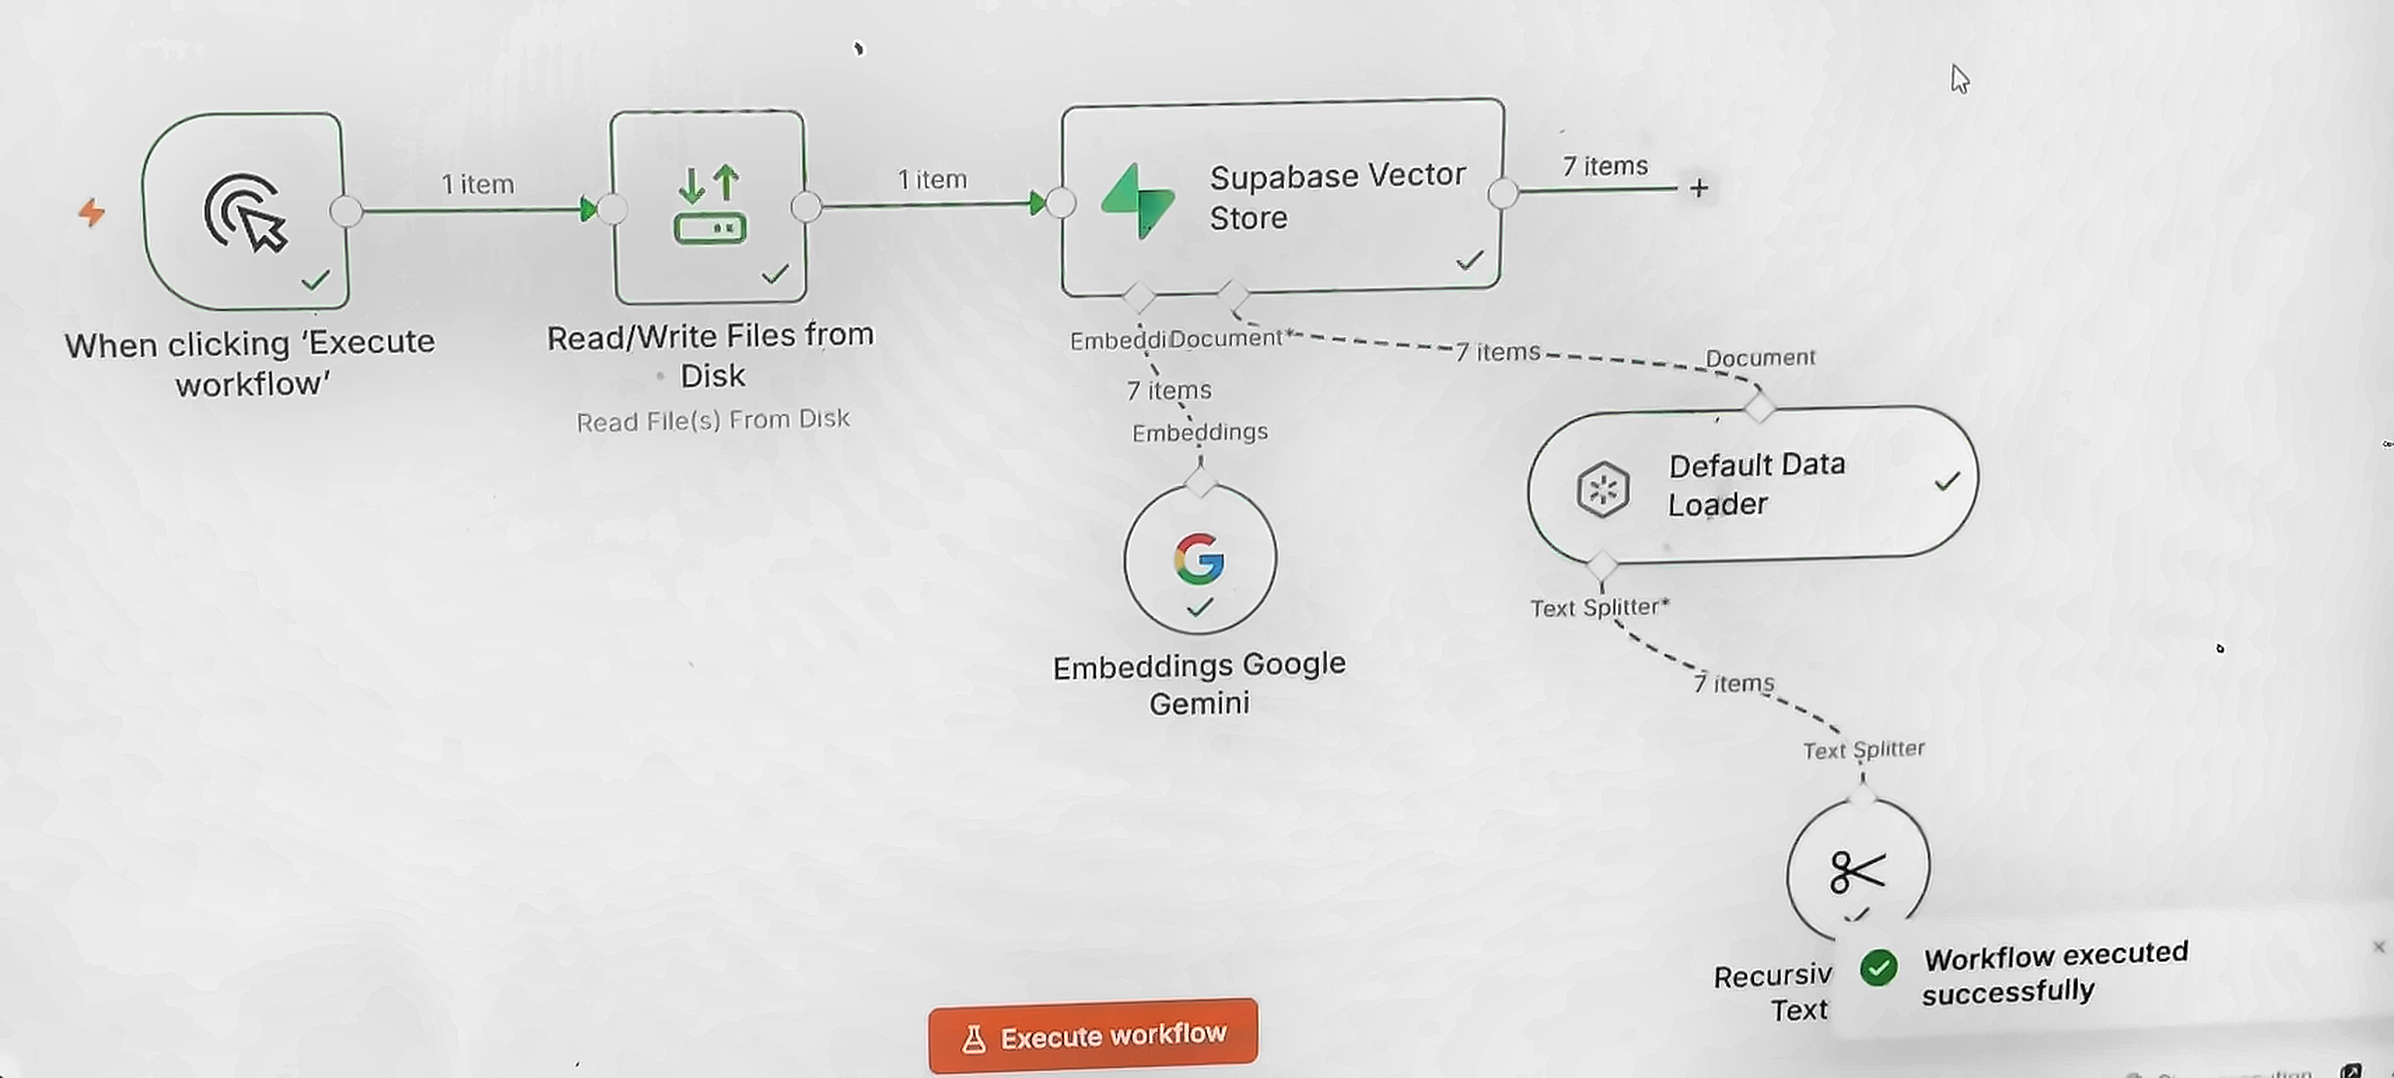 1 item
1 item
Supabase Vector
Store
7 items
When clicking ‘Execute
workflow’
Read/Write Files from
Disk
Read File(s) From Disk
Embeddi
Document*
7 items
Document
7 items
Embeddings
Default Data
Loader
Text Splitter*
Embeddings Google
Gemini
7 items
Text Splitter
Recursiv
Text
Workflow executed
successfully
Execute workflow